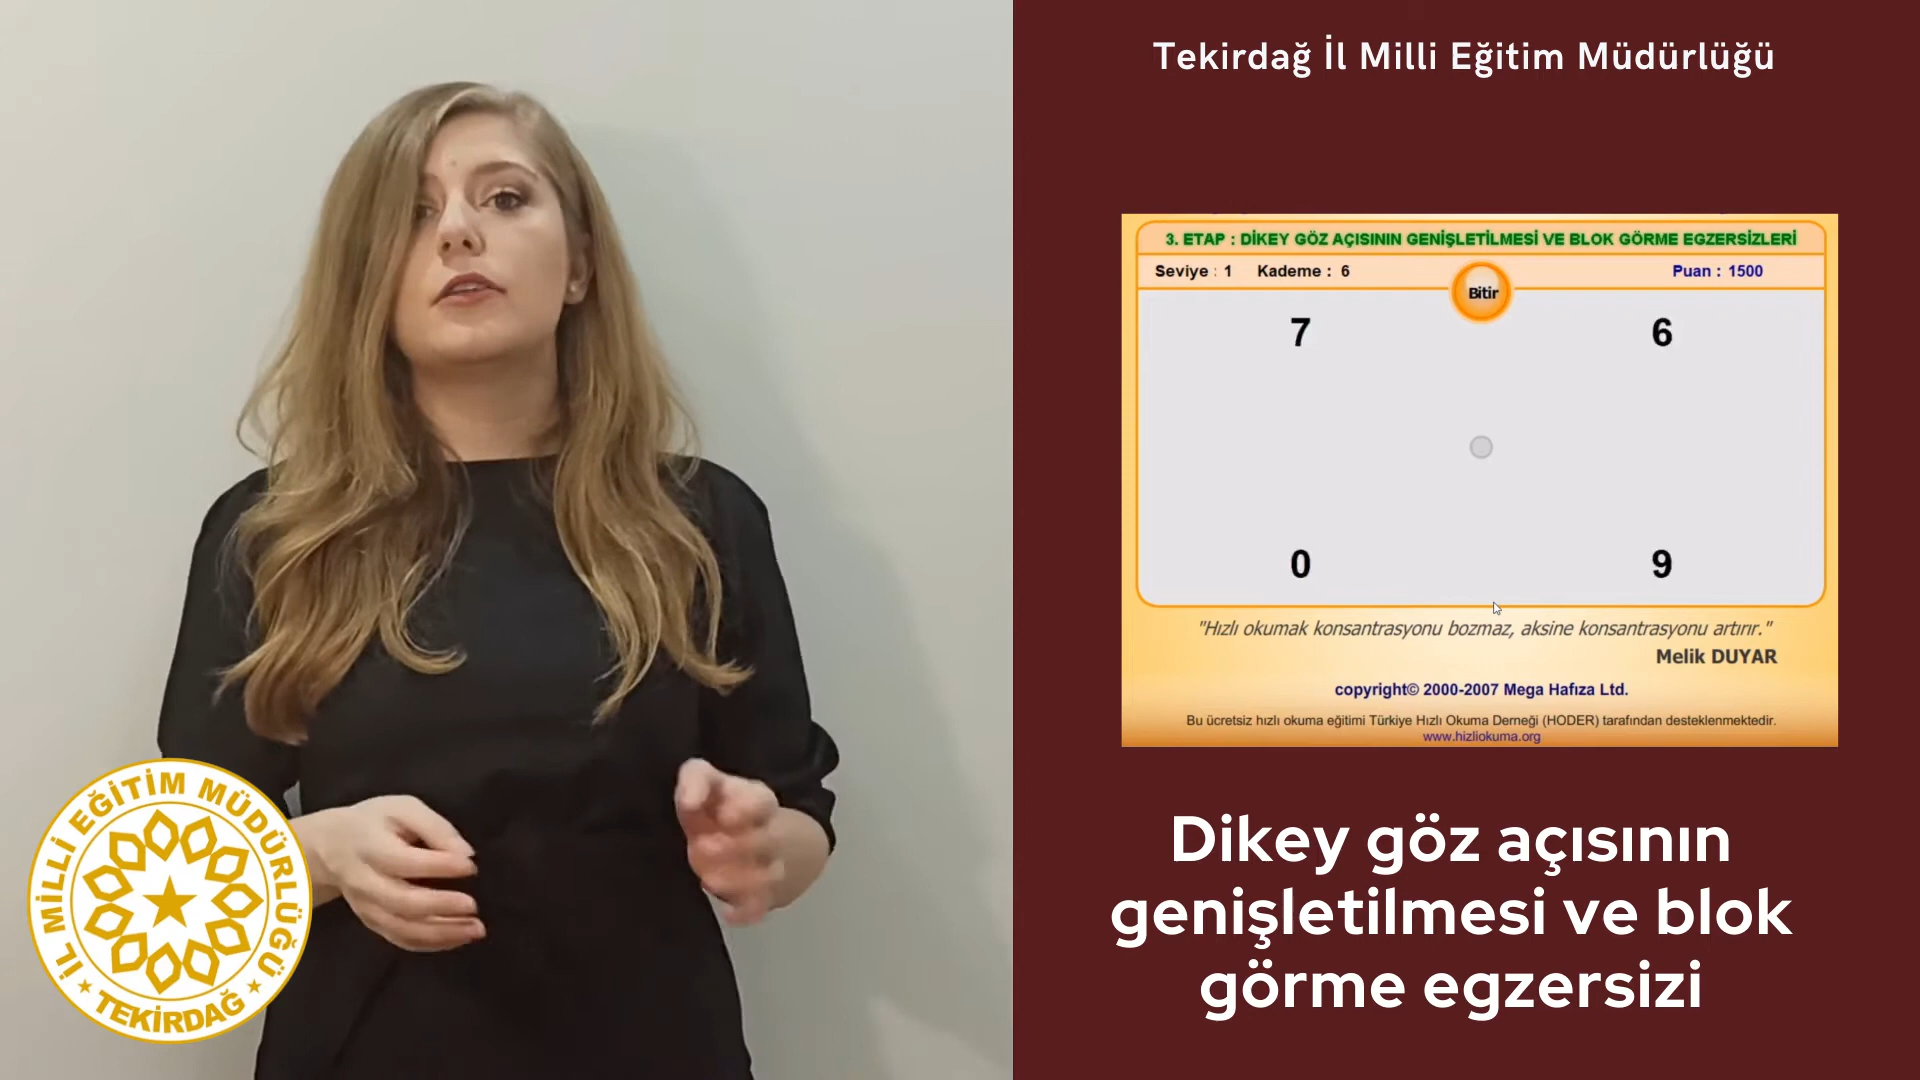 Tekirdağ İl Milli Eğitim Müdürlüğü
3. ETAP : DİKEY GÖZ AÇISININ GENİŞLETİLMESİ VE BLOK GÖRME EGZERSİZLERİ
Seviye : 1 Kademe : 6 Puan : 1500
Bitir
7 6
0 9
"Hızlı okumak konsantrasyonu bozmaz, aksine konsantrasyonu artırır."
Melik DUYAR
copyright© 2000-2007 Mega Hafıza Ltd.
Bu ücretsiz hızlı okuma eğitimi Türkiye Hızlı Okuma Derneği (HODER) tarafından desteklenmektedir.
www.hizliokuma.org
Dikey göz açısının
genişletilmesi ve blok
görme egzersizi
İL MİLLİ EĞİTİM MÜDÜRLÜĞÜ
TEKİRDAĞ